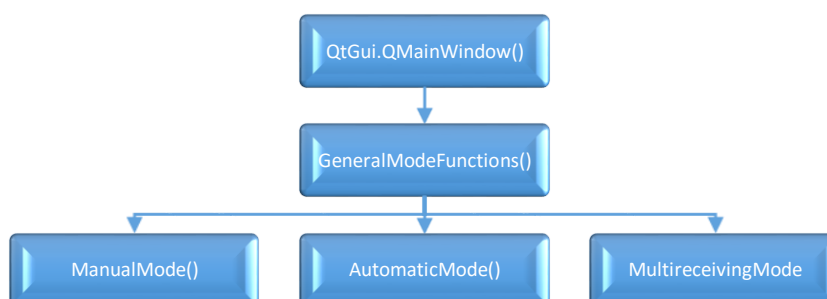 QtGui.QMainWindow()
GeneralModeFunctions()
ManualMode()
AutomaticMode()
MultireceivingMode